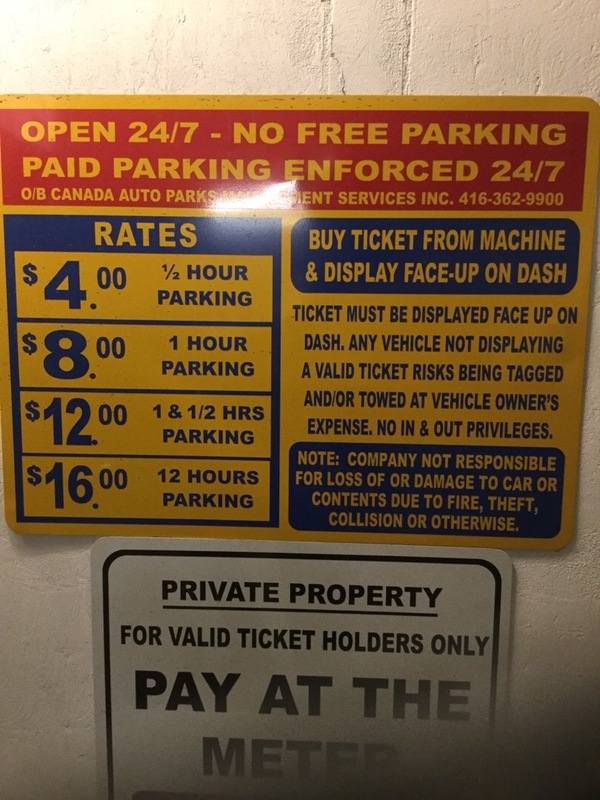 OPEN 24/7 - NO FREE PARKING
PAID PARKING ENFORCED 24/7
O/B CANADA AUTO PARKS SERVICES INC. 416-362-9900
RATES
$4.00 ½ HOUR
PARKING
$8.00 1 HOUR
PARKING
$12.00 1 & 1/2 HRS
PARKING
$16.00 12 HOURS
PARKING
BUY TICKET FROM MACHINE
& DISPLAY FACE-UP ON DASH
TICKET MUST BE DISPLAYED FACE UP ON
DASH. ANY VEHICLE NOT DISPLAYING
A VALID TICKET RISKS BEING TAGGED
AND/OR TOWED AT VEHICLE OWNER'S
EXPENSE. NO IN & OUT PRIVILEGES.
NOTE: COMPANY NOT RESPONSIBLE
FOR LOSS OF OR DAMAGE TO CAR OR
CONTENTS DUE TO FIRE, THEFT,
COLLISION OR OTHERWISE.
PRIVATE PROPERTY
FOR VALID TICKET HOLDERS ONLY
PAY AT THE
METER